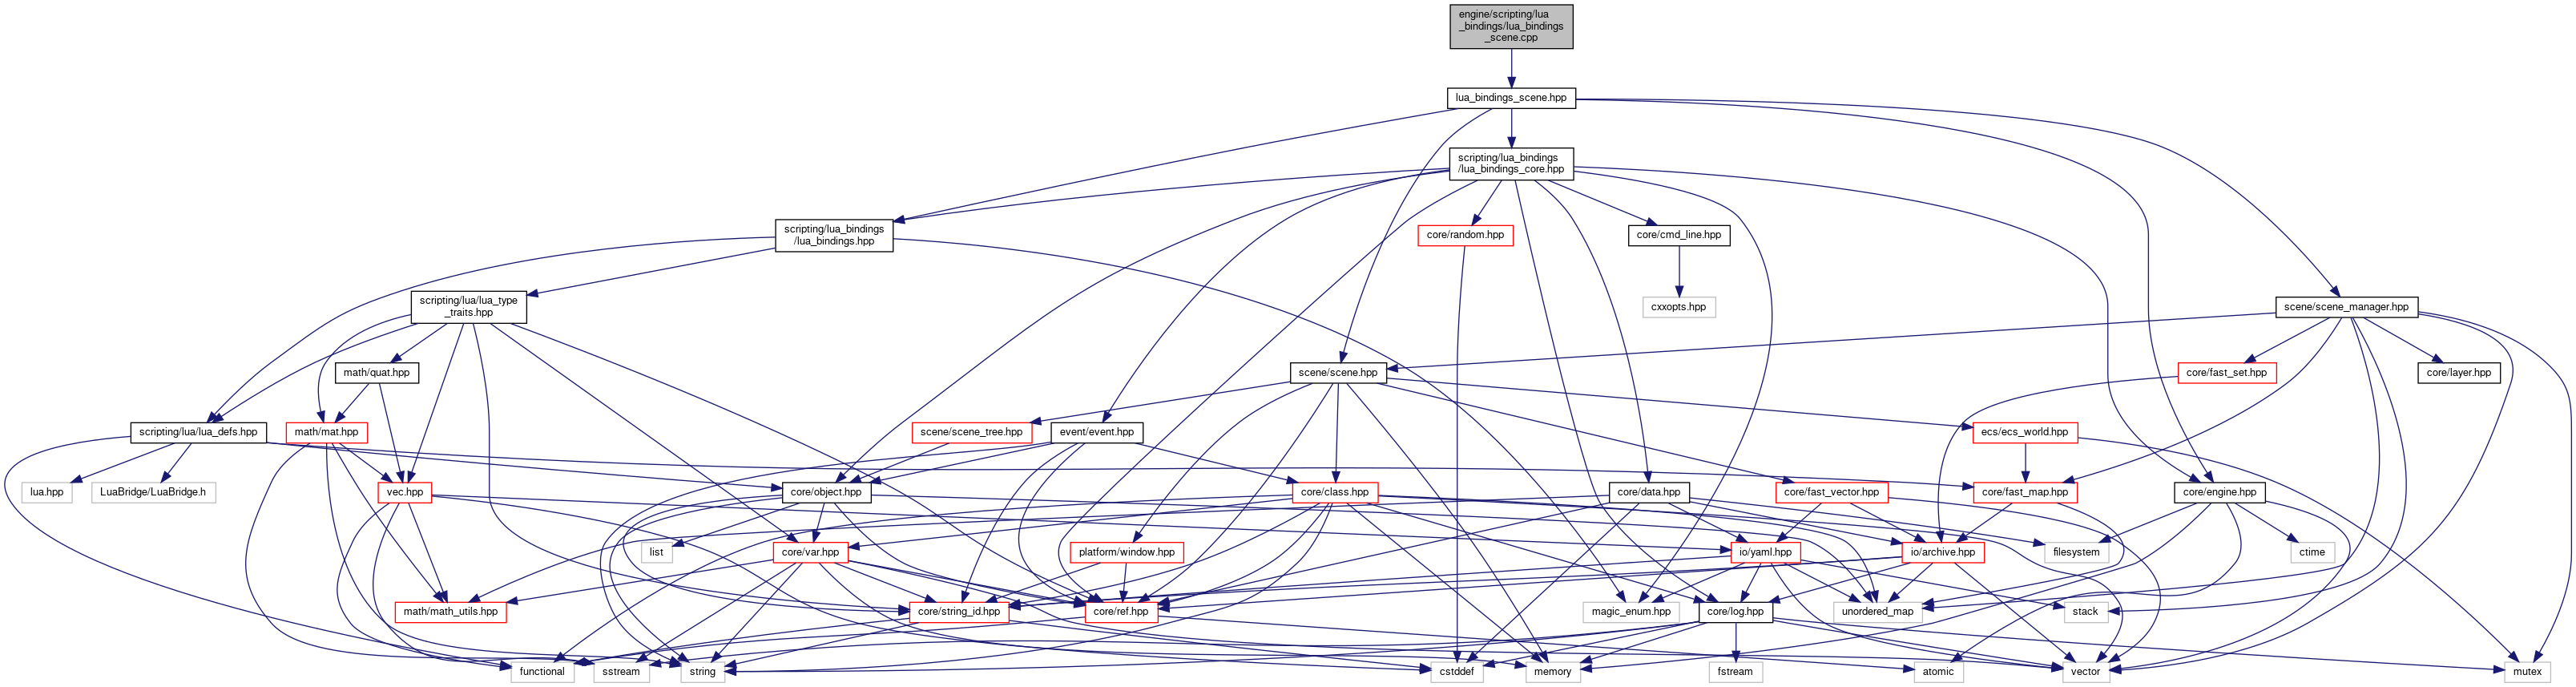 engine/scripting/lua
_bindings/lua_bindings
_scene.cpp
lua_bindings_scene.hpp
scripting/lua_bindings
/lua_bindings_core.hpp
scripting/lua_bindings
/lua_bindings.hpp
core/random.hpp
core/cmd_line.hpp
scripting/lua/lua_type
_traits.hpp
cxxopts.hpp
scene/scene_manager.hpp
math/quat.hpp
scene/scene.hpp
core/fast_set.hpp
core/layer.hpp
scripting/lua/lua_defs.hpp
math/mat.hpp
scene/scene_tree.hpp
event/event.hpp
ecs/ecs_world.hpp
lua.hpp
LuaBridge/LuaBridge.h
vec.hpp
core/object.hpp
core/class.hpp
core/data.hpp
core/fast_vector.hpp
core/fast_map.hpp
core/engine.hpp
list
core/var.hpp
platform/window.hpp
io/yaml.hpp
io/archive.hpp
filesystem
ctime
math/math_utils.hpp
core/string_id.hpp
core/ref.hpp
magic_enum.hpp
core/log.hpp
unordered_map
stack
functional
sstream
string
cstddef
memory
fstream
atomic
vector
mutex